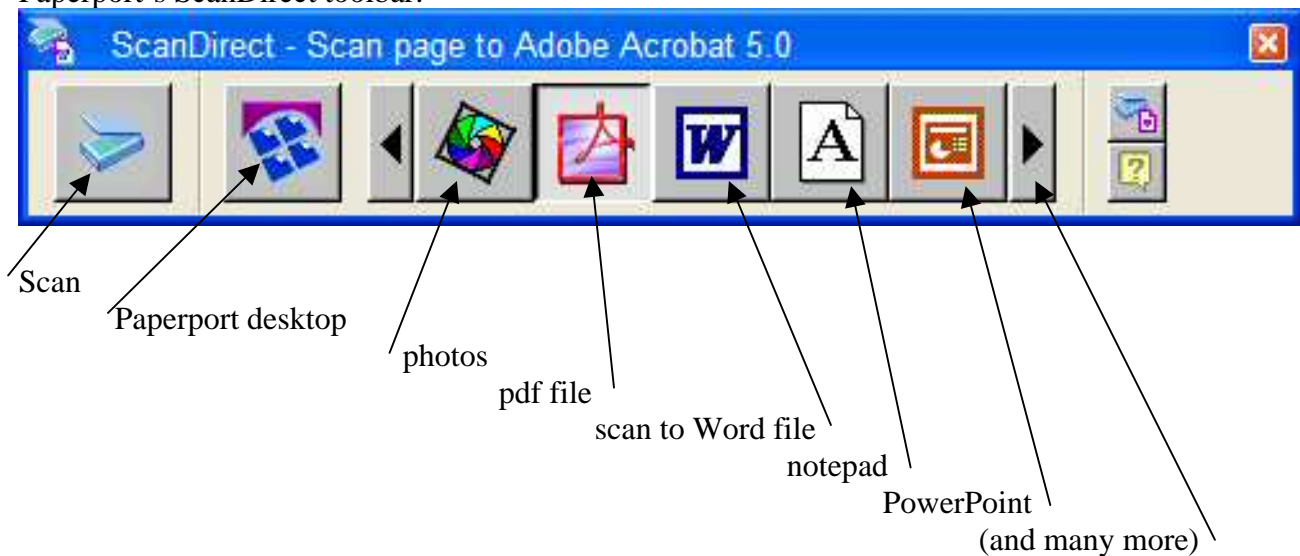 Paperport's ScanDirect toolbar:
ScanDirect - Scan page to Adobe Acrobat 5.0
W
A
?
Scan
Paperport desktop
photos
pdf file
scan to Word file
notepad
PowerPoint
(and many more)